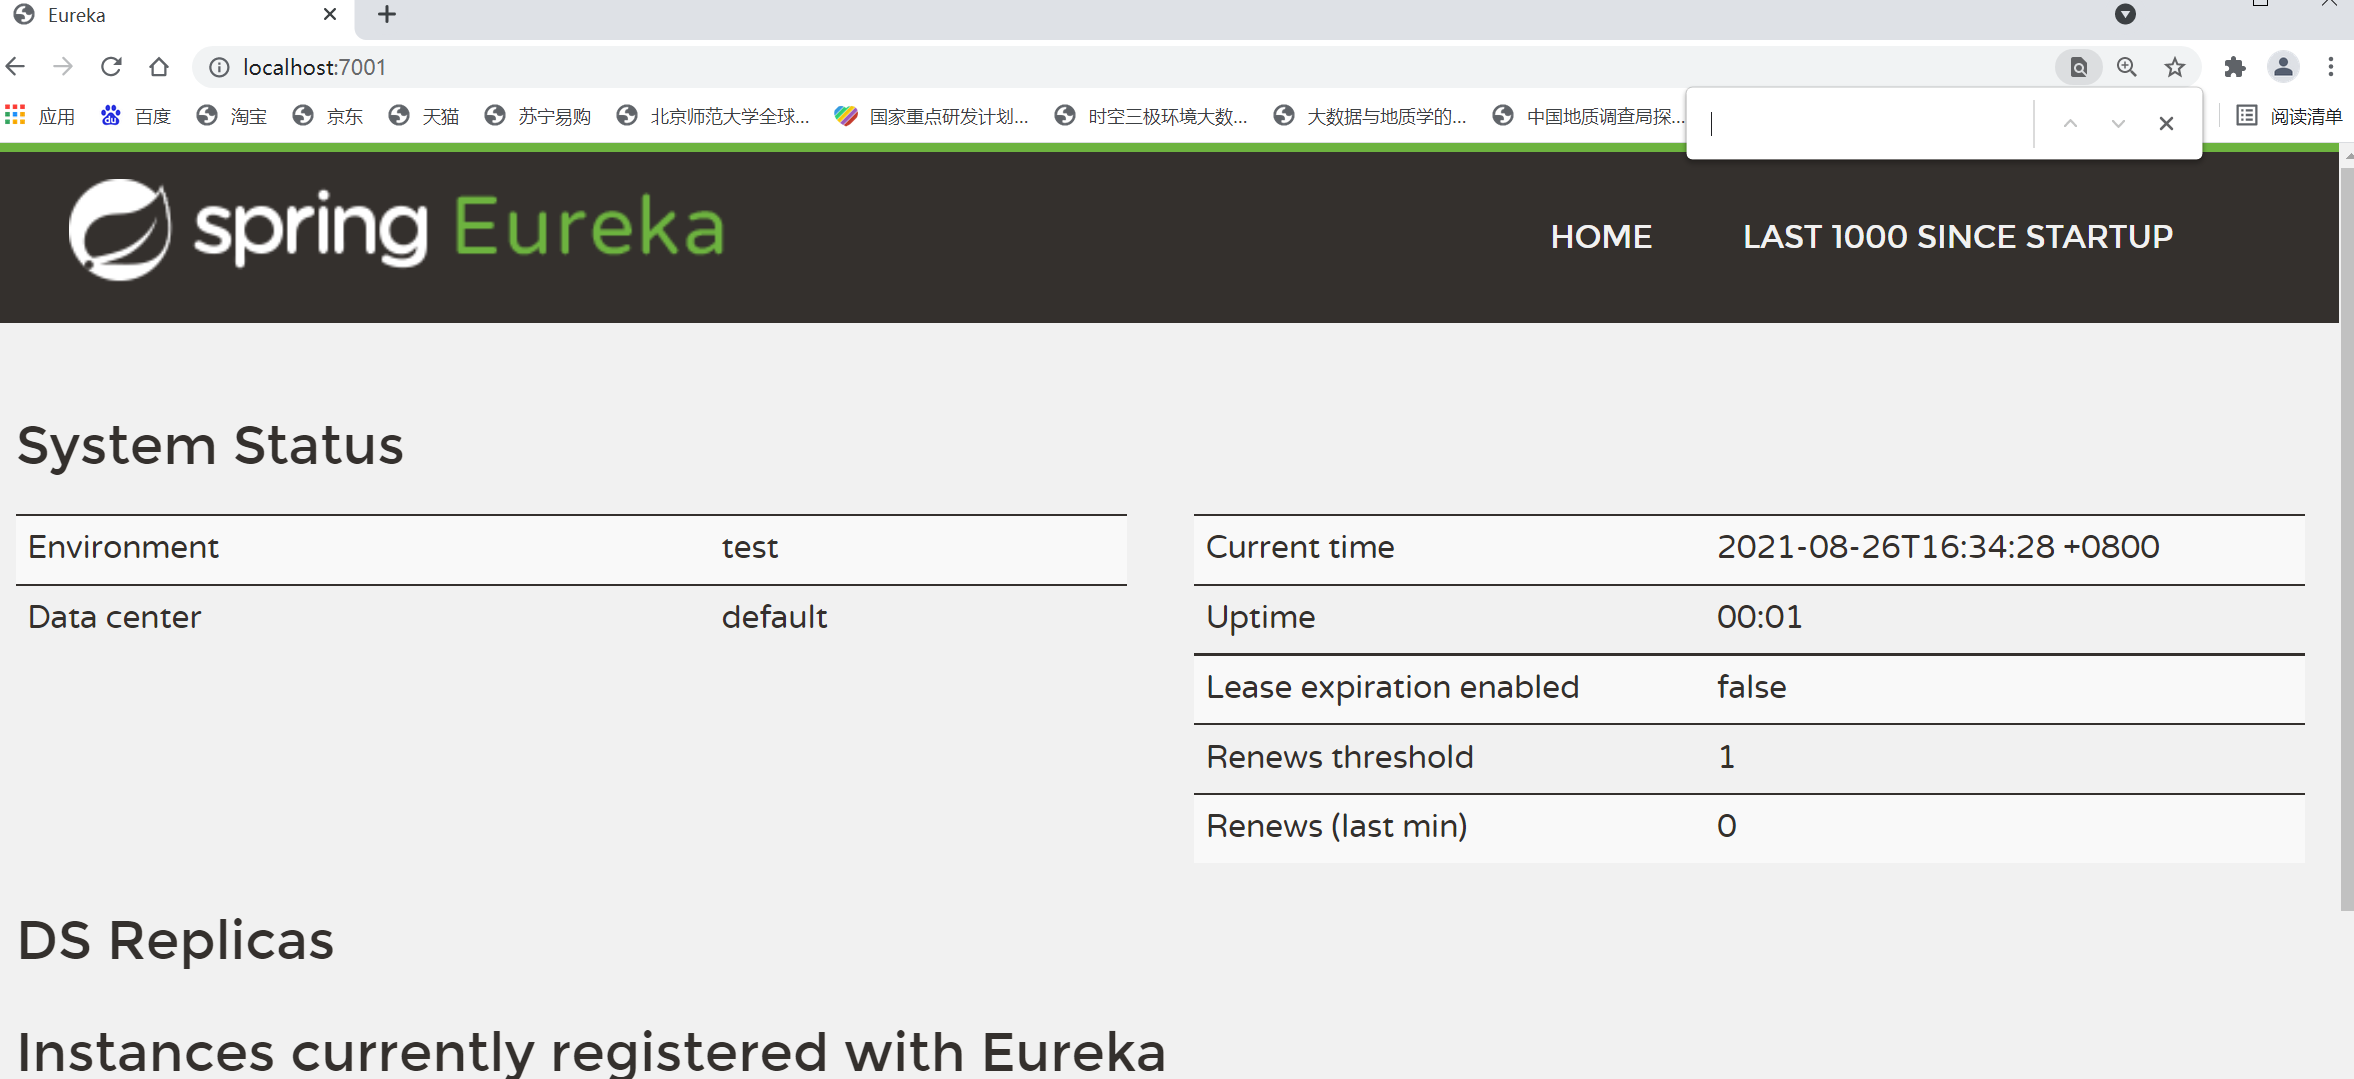 Eureka
localhost:7001
应用 百度 淘宝 京东 天猫 苏宁易购 北京师范大学全球... 国家重点研发计划... 时空三极环境大数... 大数据与地质学的... 中国地质调查局探... 阅读清单
spring Eureka
HOME LAST 1000 SINCE STARTUP
System Status
Environment test
Data center default
Current time 2021-08-26T16:34:28 +0800
Uptime 00:01
Lease expiration enabled false
Renews threshold 1
Renews (last min) 0
DS Replicas
Instances currently registered with Eureka